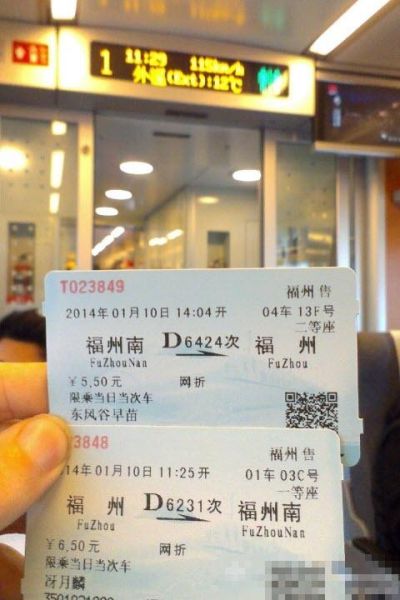 1 11:29 115km/h
外温(Ext):12℃
T023849 福州 售
2014年01月10日 14:04开 04车 13F号
二等座
福州南 D6424次 福 州
FuZhouNan FuZhou
¥5.50元 网折
限乘当日当次车
东风谷早苗
3848 福州 售
14年01月10日 11:25开 01车 03C号
一等座
福 州 D6231次 福州南
FuZhou FuZhouNan
¥6.50元 网折
限乘当日当次车
冴月麟